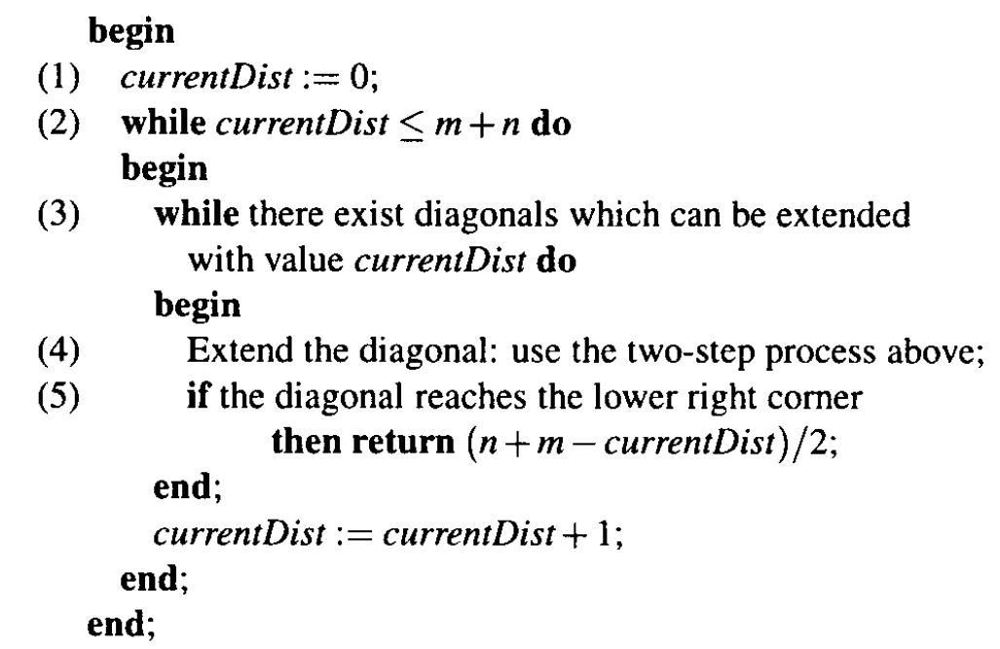 begin
(1) currentDist := 0;
(2) while currentDist ≤ m + n do
begin
(3) while there exist diagonals which can be extended
with value currentDist do
begin
(4) Extend the diagonal: use the two-step process above;
(5) if the diagonal reaches the lower right corner
then return (n + m − currentDist)/2;
end;
currentDist := currentDist + 1;
end;
end;